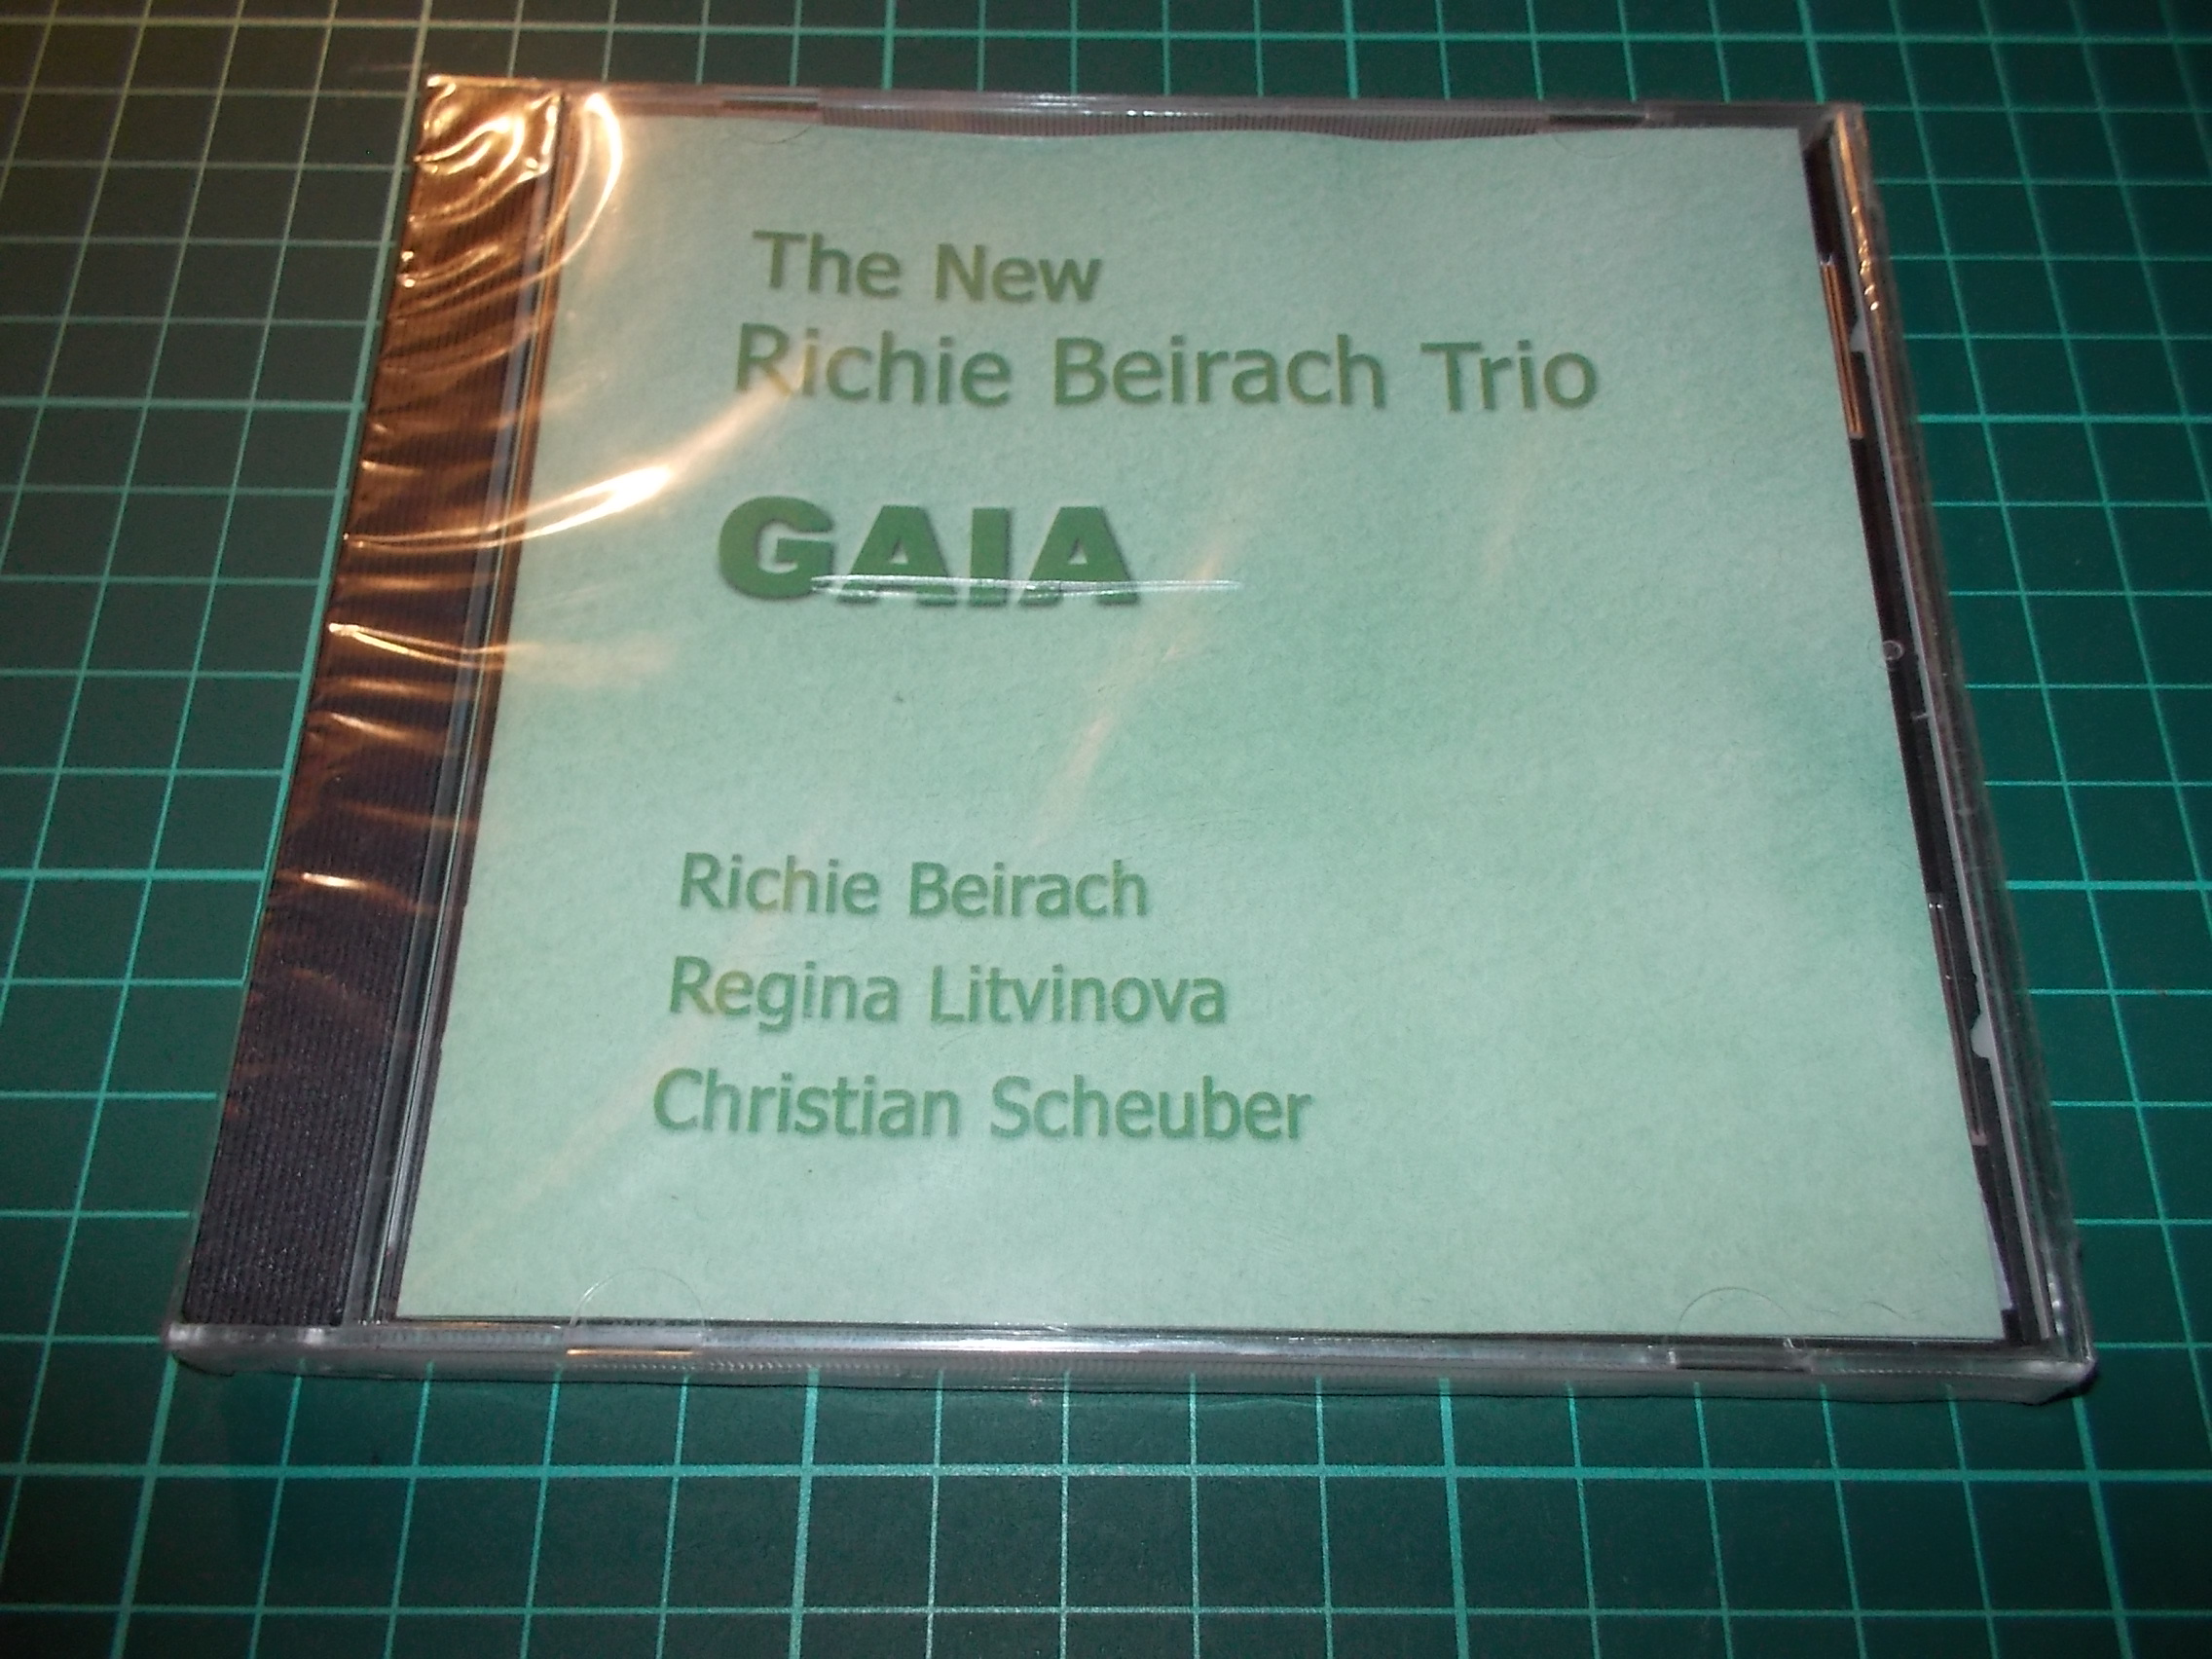 The New
Richie Beirach Trio
GAIA
Richie Beirach
Regina Litvinova
Christian Scheuber